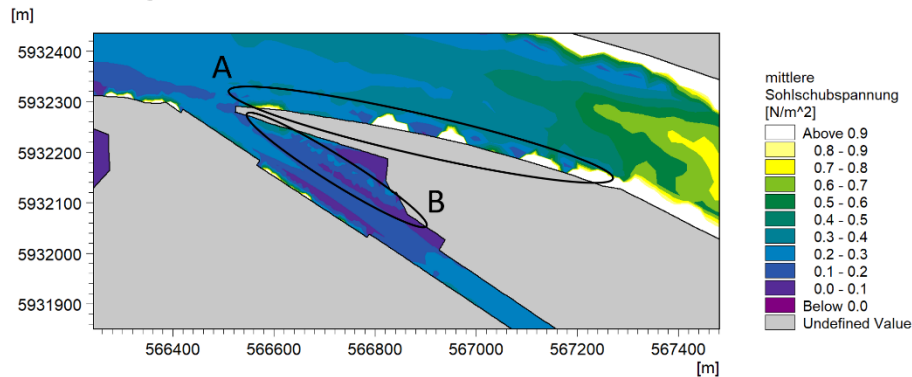 [m]
5932400
5932300
5932200
5932100
5932000
5931900
A
B
566400 566600 566800 567000 567200 567400
[m]
mittlere
Sohlschubspannung
[N/m^2]
Above 0.9
0.8 - 0.9
0.7 - 0.8
0.6 - 0.7
0.5 - 0.6
0.4 - 0.5
0.3 - 0.4
0.2 - 0.3
0.1 - 0.2
0.0 - 0.1
Below 0.0
Undefined Value